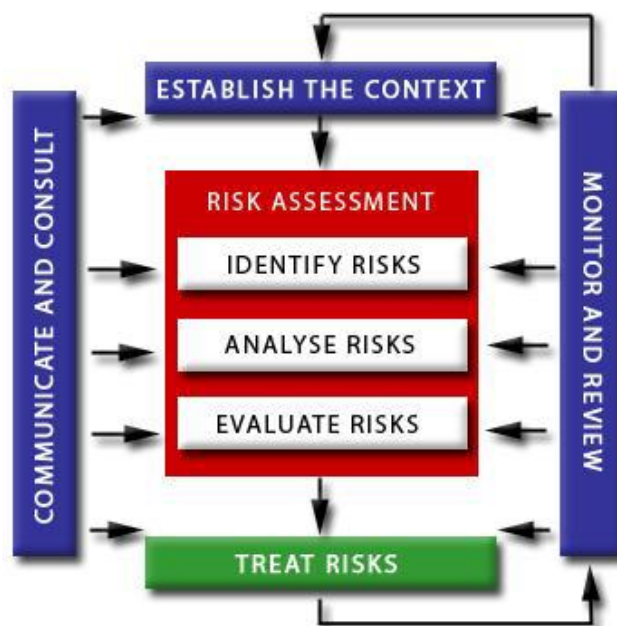 ESTABLISH THE CONTEXT
COMMUNICATE AND CONSULT
RISK ASSESSMENT
IDENTIFY RISKS
ANALYSE RISKS
EVALUATE RISKS
MONITOR AND REVIEW
TREAT RISKS